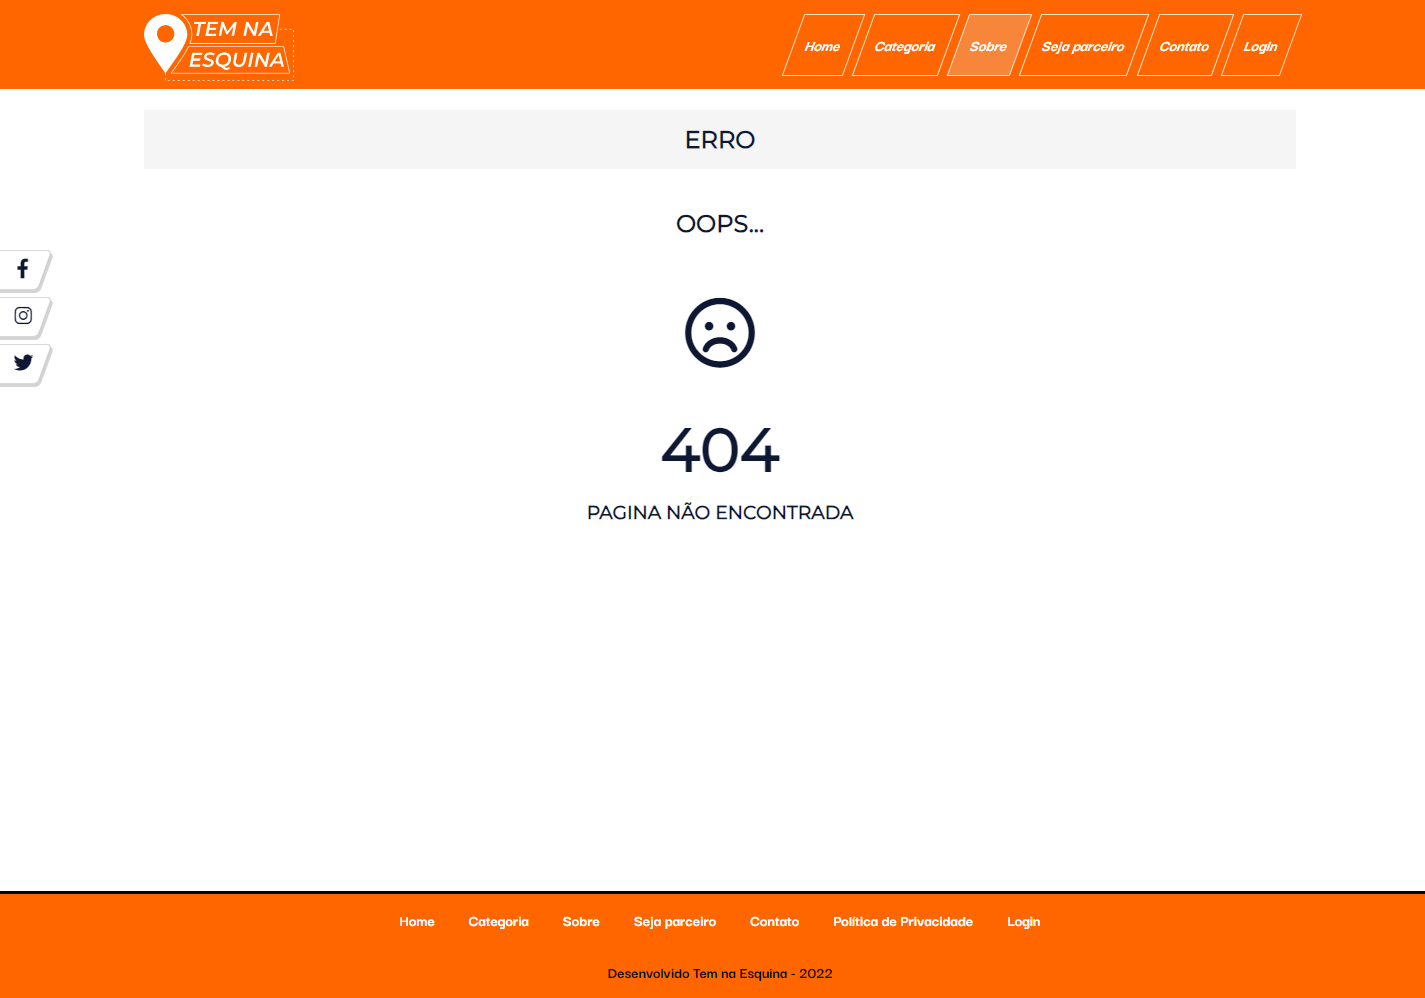 TEM NA
ESQUINA
Home Categoria Sobre Seja parceiro Contato Login
ERRO
OOPS...
404
PAGINA NÃO ENCONTRADA
Home Categoria Sobre Seja parceiro Contato Política de Privacidade Login
Desenvolvido Tem na Esquina - 2022